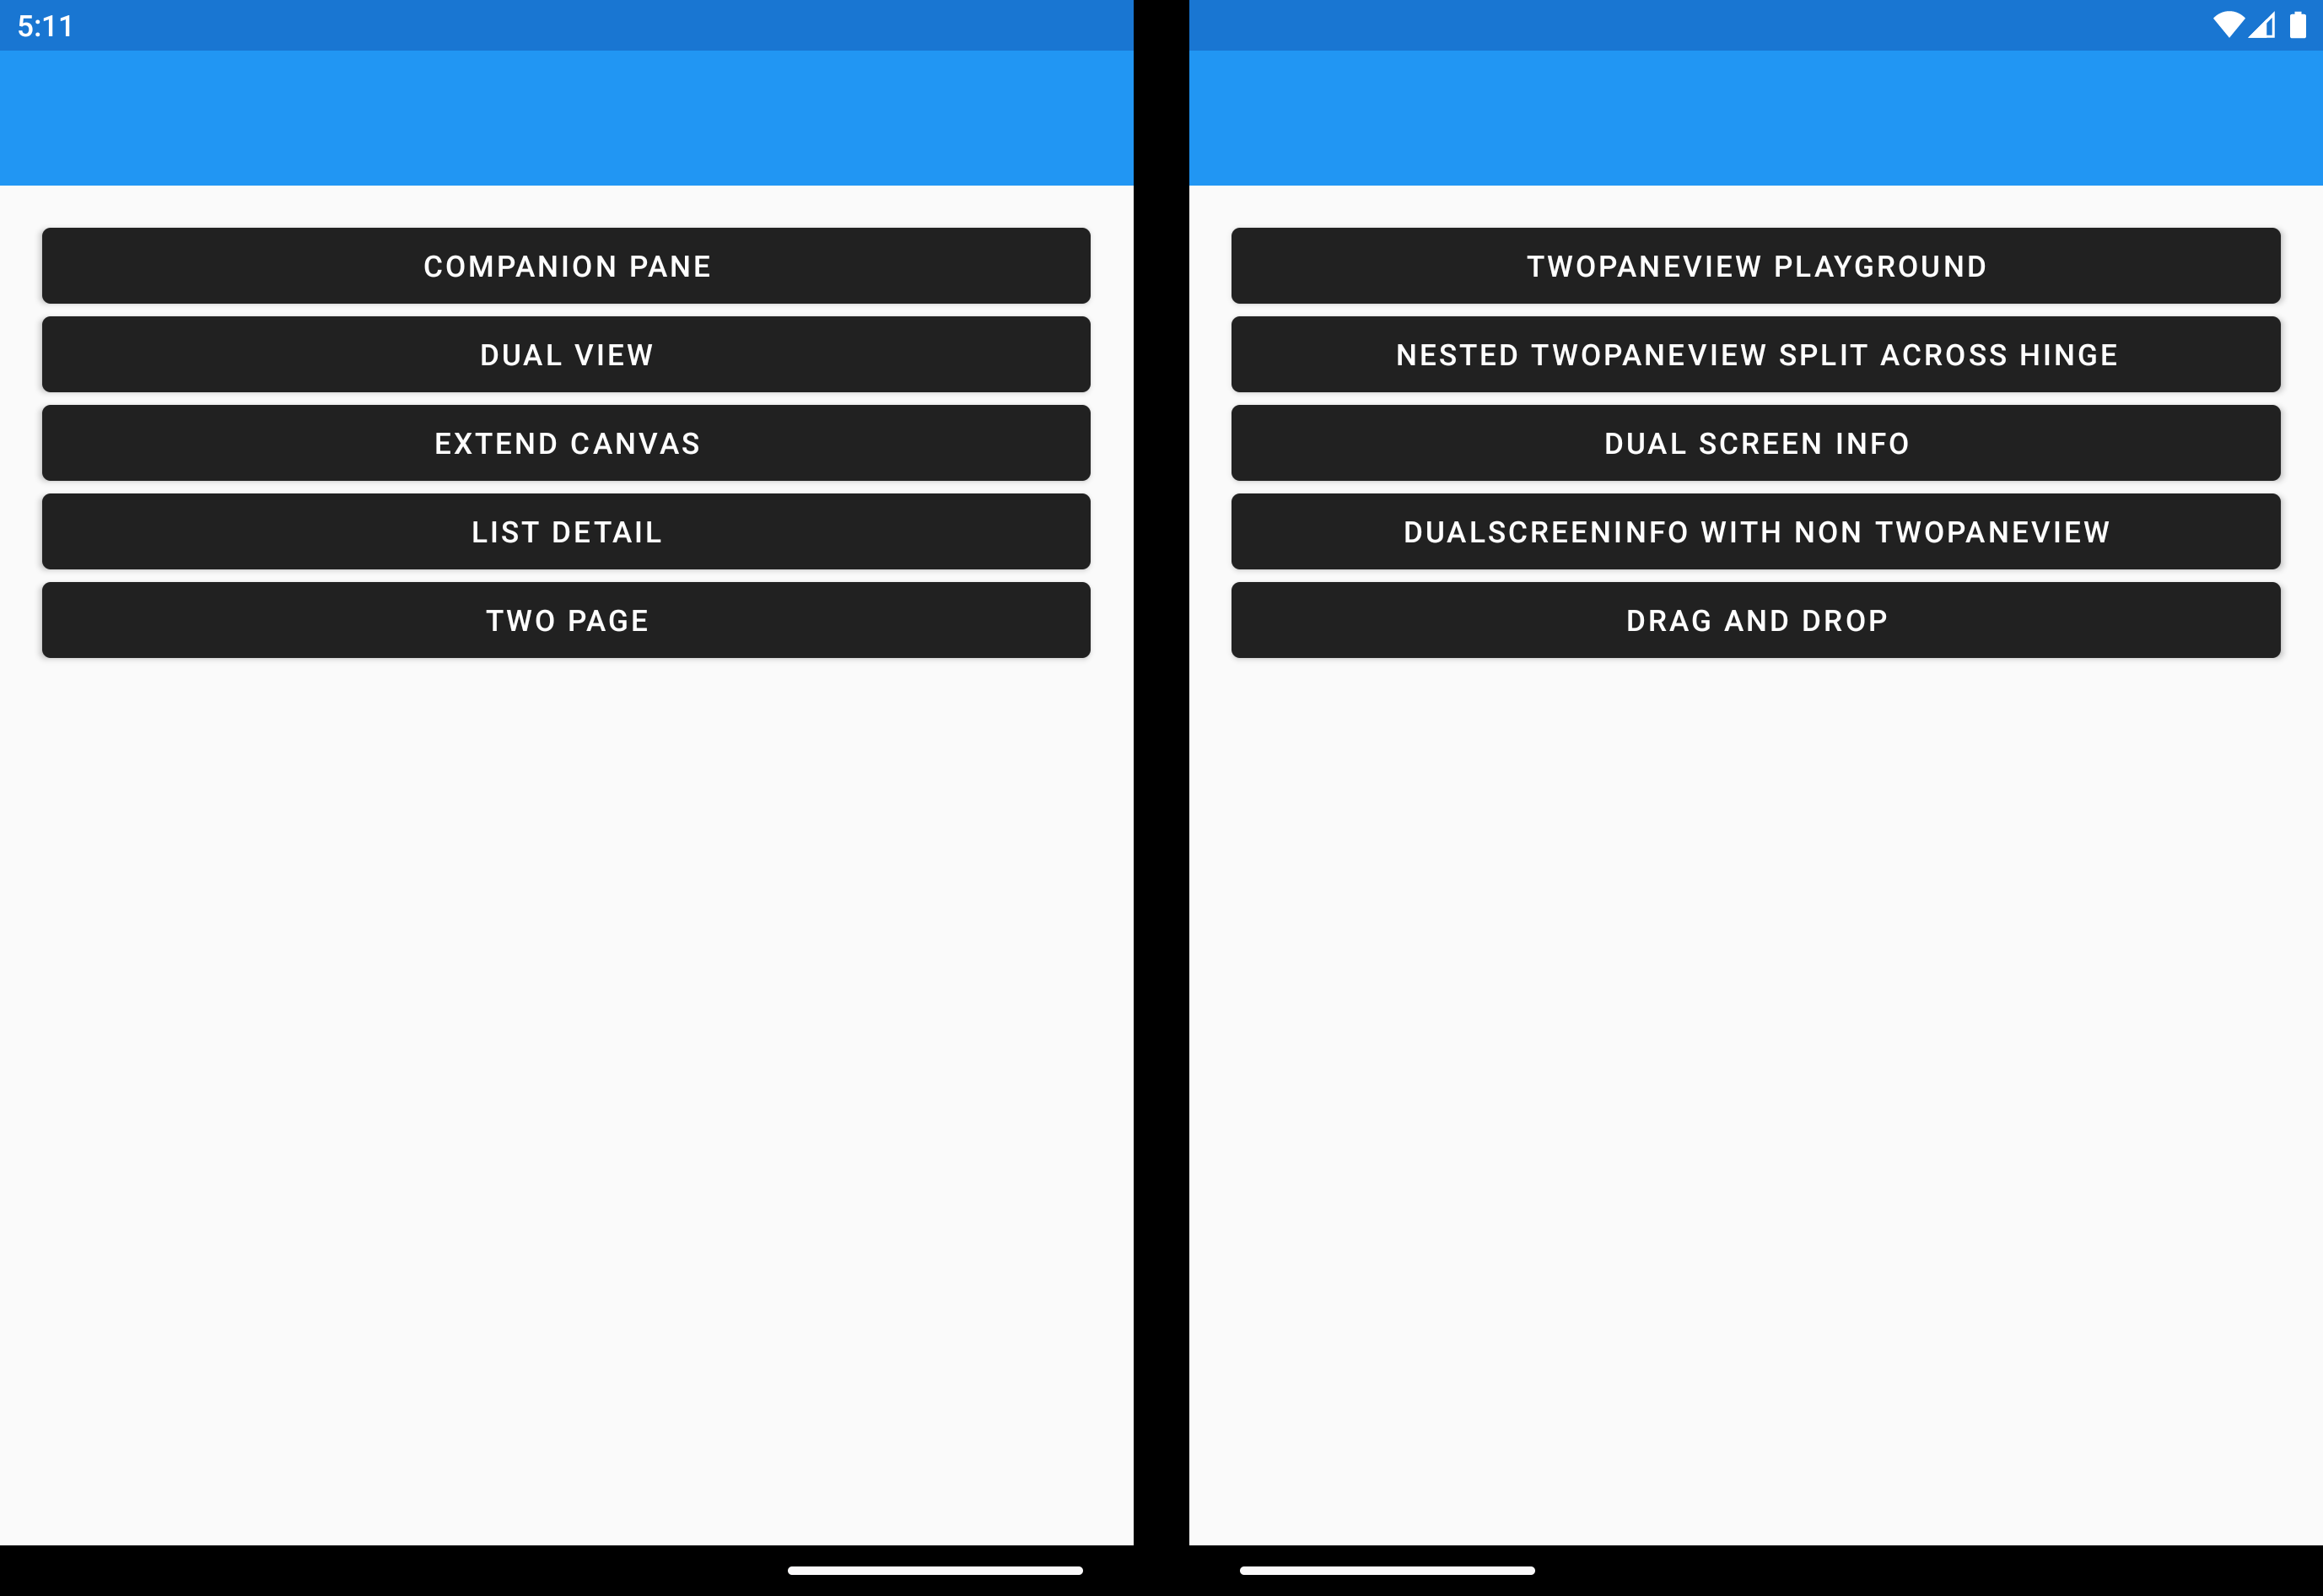 5:11
COMPANION PANE
DUAL VIEW
EXTEND CANVAS
LIST DETAIL
TWO PAGE
TWOPANEVIEW PLAYGROUND
NESTED TWOPANEVIEW SPLIT ACROSS HINGE
DUAL SCREEN INFO
DUALSCREENINFO WITH NON TWOPANEVIEW
DRAG AND DROP